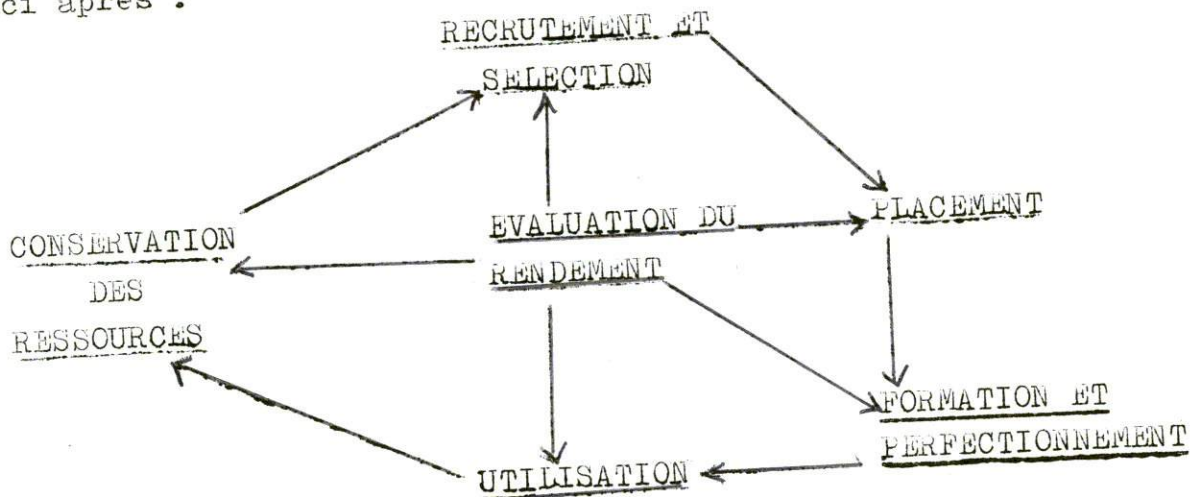 ci après :
RECRUTEMENT ET
SELECTION
EVALUATION DU
RENDEMENT
PLACEMENT
CONSERVATION
DES
RESSOURCES
FORMATION ET
PERFECTIONNEMENT
UTILISATION